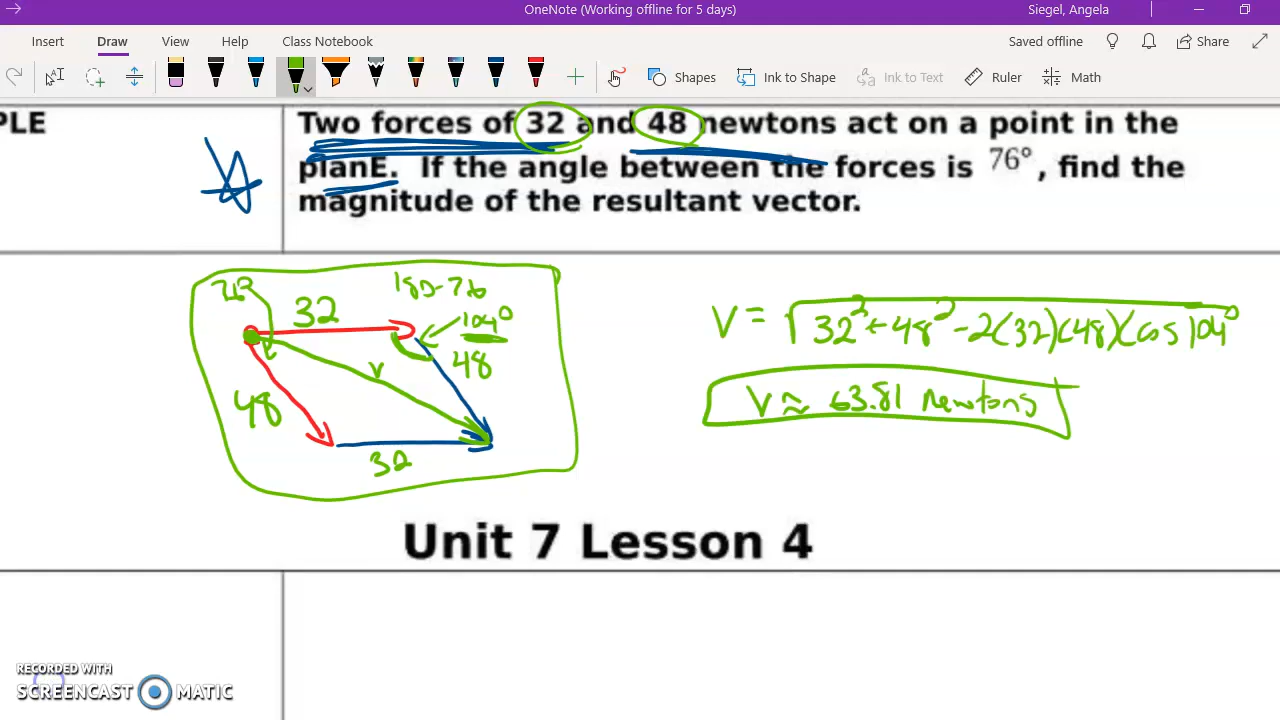 OneNote (Working offline for 5 days)
Siegel, Angela
Insert Draw View Help Class Notebook
Saved offline Share
Shapes Ink to Shape Ink to Text Ruler Math
PLE
Two forces of 32 and 48 newtons act on a point in the
planE. If the angle between the forces is 76°, find the
magnitude of the resultant vector.
76°
32
180-76
104°
48
v
48
32
V = √32²+48²-2(32)(48)(cos 104°
V ≈ 63.81 newtons
Unit 7 Lesson 4
RECORDED WITH
SCREENCAST MATIC